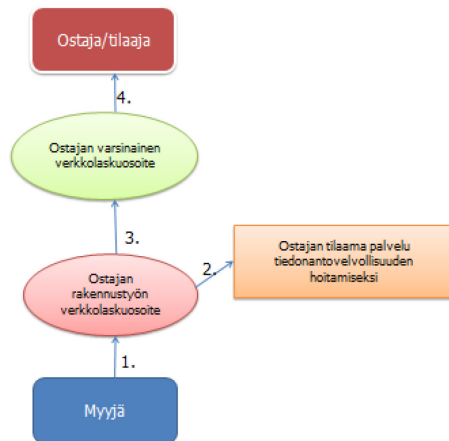 Ostaja/tilaaja
4.
Ostajan varsinainen
verkkolaskuosoite
3.
Ostajan tilaama palvelu
tiedonantovelvollisuuden
hoitamiseksi
2.
Ostajan
rakennustyön
verkkolaskuosoite
1.
Myyjä